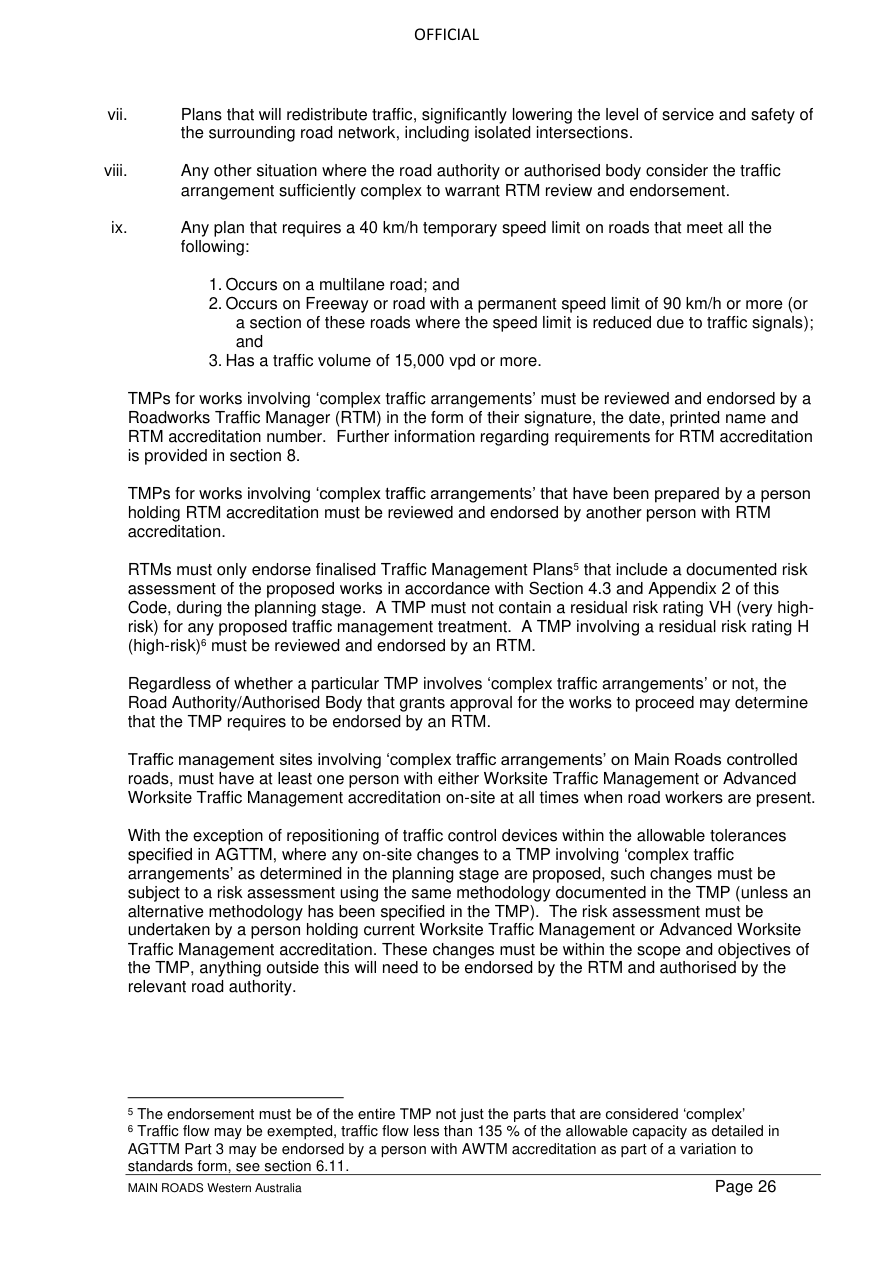 OFFICIAL
vii. Plans that will redistribute traffic, significantly lowering the level of service and safety of
the surrounding road network, including isolated intersections.
viii. Any other situation where the road authority or authorised body consider the traffic
arrangement sufficiently complex to warrant RTM review and endorsement.
ix. Any plan that requires a 40 km/h temporary speed limit on roads that meet all the
following:
1. Occurs on a multilane road; and
2. Occurs on Freeway or road with a permanent speed limit of 90 km/h or more (or
a section of these roads where the speed limit is reduced due to traffic signals);
and
3. Has a traffic volume of 15,000 vpd or more.
TMPs for works involving ‘complex traffic arrangements’ must be reviewed and endorsed by a
Roadworks Traffic Manager (RTM) in the form of their signature, the date, printed name and
RTM accreditation number.  Further information regarding requirements for RTM accreditation
is provided in section 8.
TMPs for works involving ‘complex traffic arrangements’ that have been prepared by a person
holding RTM accreditation must be reviewed and endorsed by another person with RTM
accreditation.
RTMs must only endorse finalised Traffic Management Plans⁵ that include a documented risk
assessment of the proposed works in accordance with Section 4.3 and Appendix 2 of this
Code, during the planning stage.  A TMP must not contain a residual risk rating VH (very high-
risk) for any proposed traffic management treatment.  A TMP involving a residual risk rating H
(high-risk)⁶ must be reviewed and endorsed by an RTM.
Regardless of whether a particular TMP involves ‘complex traffic arrangements’ or not, the
Road Authority/Authorised Body that grants approval for the works to proceed may determine
that the TMP requires to be endorsed by an RTM.
Traffic management sites involving ‘complex traffic arrangements’ on Main Roads controlled
roads, must have at least one person with either Worksite Traffic Management or Advanced
Worksite Traffic Management accreditation on-site at all times when road workers are present.
With the exception of repositioning of traffic control devices within the allowable tolerances
specified in AGTTM, where any on-site changes to a TMP involving ‘complex traffic
arrangements’ as determined in the planning stage are proposed, such changes must be
subject to a risk assessment using the same methodology documented in the TMP (unless an
alternative methodology has been specified in the TMP).  The risk assessment must be
undertaken by a person holding current Worksite Traffic Management or Advanced Worksite
Traffic Management accreditation. These changes must be within the scope and objectives of
the TMP, anything outside this will need to be endorsed by the RTM and authorised by the
relevant road authority.
⁵ The endorsement must be of the entire TMP not just the parts that are considered ‘complex’
⁶ Traffic flow may be exempted, traffic flow less than 135 % of the allowable capacity as detailed in
AGTTM Part 3 may be endorsed by a person with AWTM accreditation as part of a variation to
standards form, see section 6.11.
MAIN ROADS Western Australia Page 26